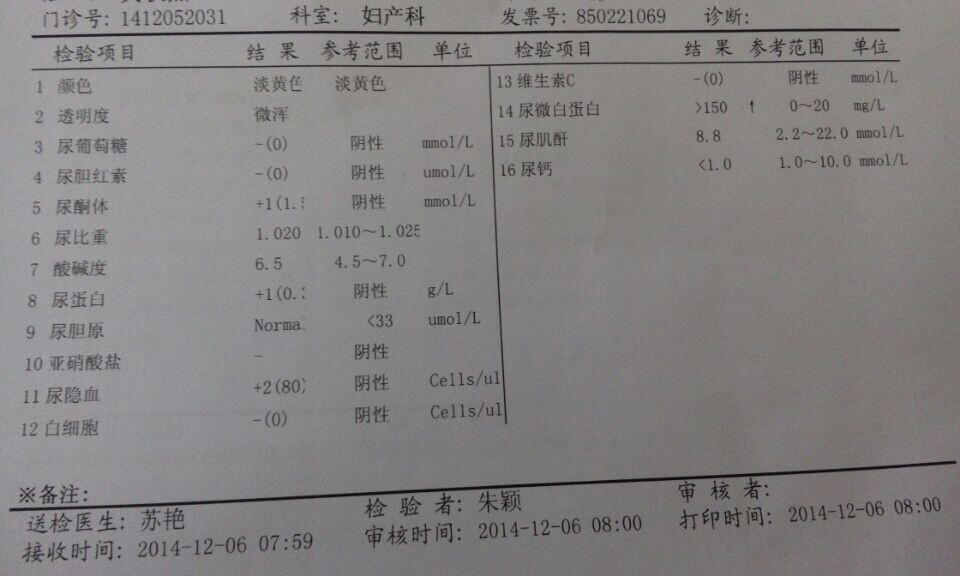 门诊号: 1412052031 科室: 妇产科 发票号: 850221069 诊断:
检验项目 结 果 参考范围 单位
1 颜色 淡黄色 淡黄色
2 透明度 微浑
3 尿葡萄糖 -(0) 阴性 mmol/L
4 尿胆红素 -(0) 阴性 umol/L
5 尿酮体 +1(1. 阴性 mmol/L
6 尿比重 1.020 1.010～1.025
7 酸碱度 6.5 4.5～7.0
8 尿蛋白 +1(0. 阴性 g/L
9 尿胆原 Norma <33 umol/L
10 亚硝酸盐 - 阴性
11 尿隐血 +2(80) 阴性 Cells/ul
12 白细胞 -(0) 阴性 Cells/ul
检验项目 结 果 参考范围 单位
13 维生素C -(0) 阴性 mmol/L
14 尿微白蛋白 >150 ↑ 0～20 mg/L
15 尿肌酐 8.8 2.2～22.0 mmol/L
16 尿钙 <1.0 1.0～10.0 mmol/L
※备注:
送检医生: 苏艳 检 验 者: 朱颖 审 核 者:
接收时间: 2014-12-06 07:59 审核时间: 2014-12-06 08:00 打印时间: 2014-12-06 08:00